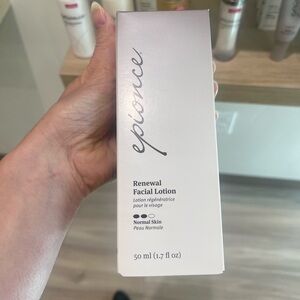 epionce.
Renewal
Facial Lotion
Lotion régénératrice
pour le visage
Normal Skin
Peau Normale
50 ml (1.7 fl oz)